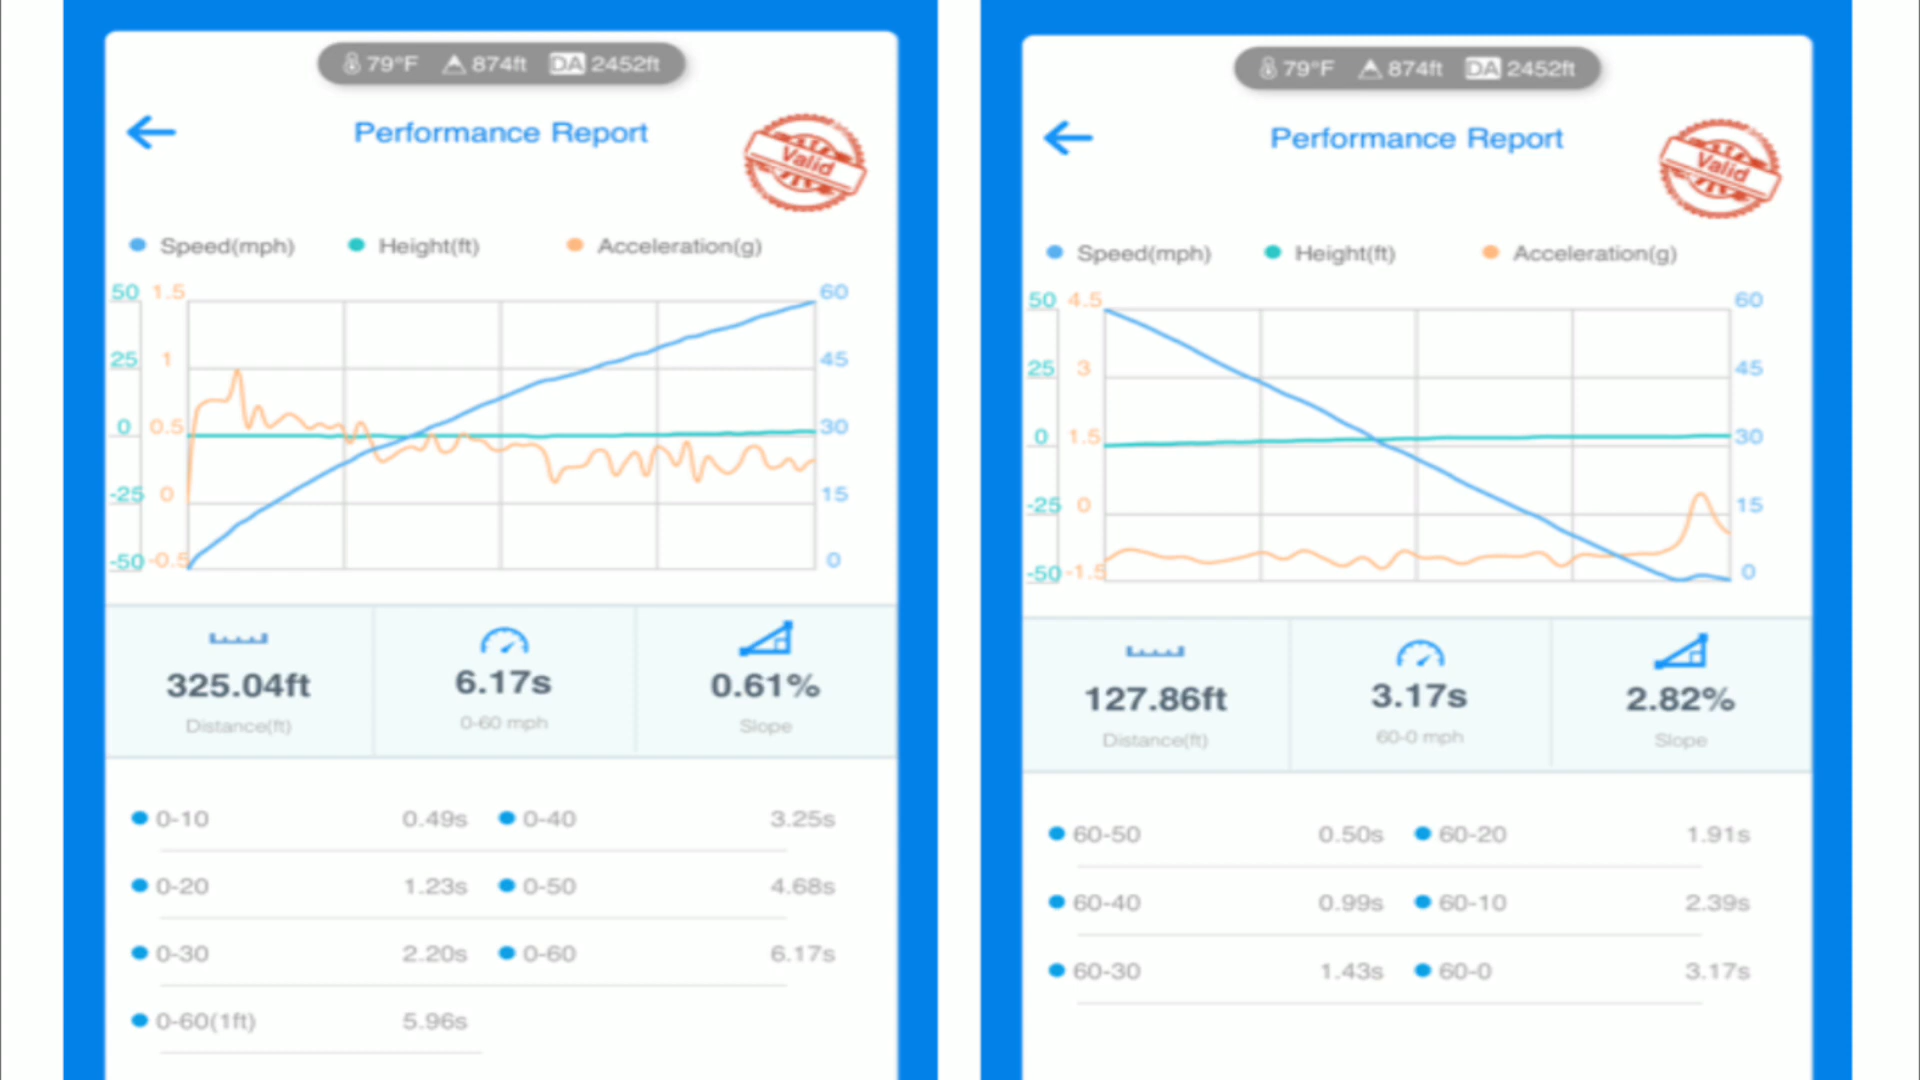 79°F 874ft DA 2452ft
Performance Report
Valid
Speed(mph) Height(ft) Acceleration(g)
50 1.5 60
25 1 45
0 0.5 30
-25 0 15
-50 -0.5 0
325.04ft 6.17s 0.61%
Distance(ft) 0-60 mph Slope
0-10 0.49s 0-40 3.25s
0-20 1.23s 0-50 4.68s
0-30 2.20s 0-60 6.17s
0-60(1ft) 5.96s
79°F 874ft DA 2452ft
Performance Report
Valid
Speed(mph) Height(ft) Acceleration(g)
50 4.5 60
25 3 45
0 1.5 30
-25 0 15
-50 -1.5 0
127.86ft 3.17s 2.82%
Distance(ft) 60-0 mph Slope
60-50 0.50s 60-20 1.91s
60-40 0.99s 60-10 2.39s
60-30 1.43s 60-0 3.17s